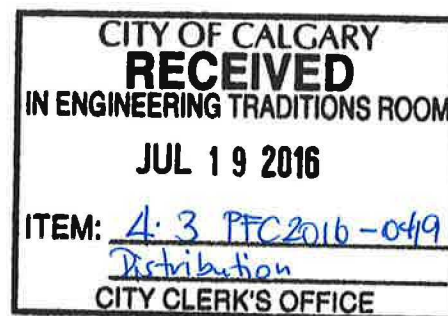 CITY OF CALGARY
RECEIVED
IN ENGINEERING TRADITIONS ROOM
JUL 19 2016
ITEM: 4.3 PFC2016-0419
Distribution
CITY CLERK'S OFFICE